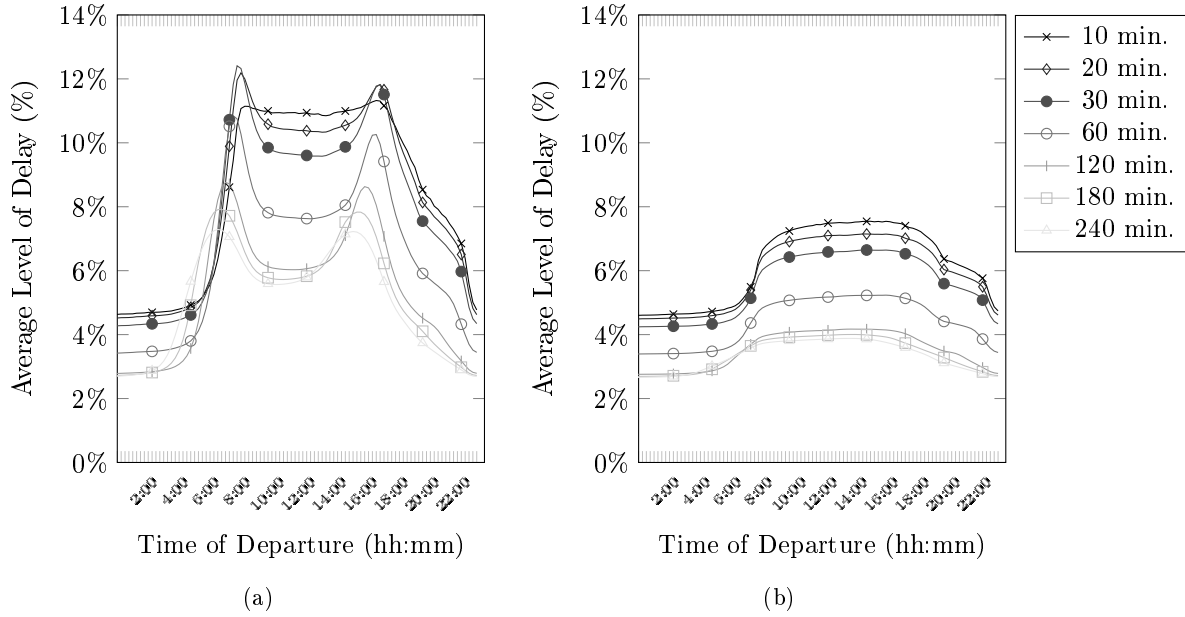 14%
12%
10%
8%
6%
4%
2%
0%
Average Level of Delay (%)
2:00 4:00 6:00 8:00 10:00 12:00 14:00 16:00 18:00 20:00 22:00
Time of Departure (hh:mm)
(a)
14%
12%
10%
8%
6%
4%
2%
0%
Average Level of Delay (%)
2:00 4:00 6:00 8:00 10:00 12:00 14:00 16:00 18:00 20:00 22:00
Time of Departure (hh:mm)
(b)
10 min.
20 min.
30 min.
60 min.
120 min.
180 min.
240 min.